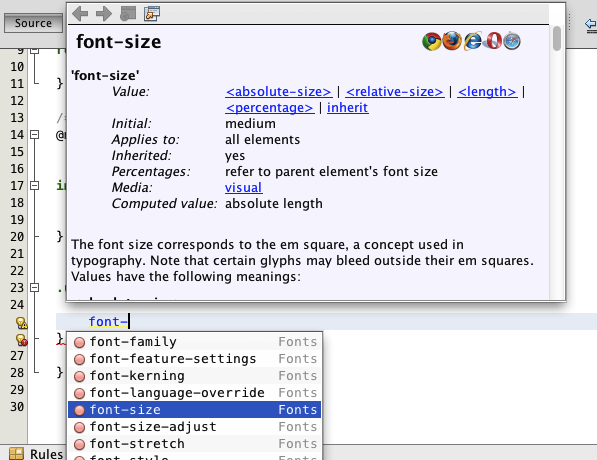 Source
font-size
'font-size'
Value: <absolute-size> | <relative-size> | <length> |
<percentage> | inherit
Initial: medium
Applies to: all elements
Inherited: yes
Percentages: refer to parent element's font size
Media: visual
Computed value: absolute length
The font size corresponds to the em square, a concept used in
typography. Note that certain glyphs may bleed outside their em squares.
Values have the following meanings:
9
10
11 }
12
13 /*
14 @m
15
16
17
18
19
20 }
21
22
23
24
font-
}
27
28 }
29
30
font-family Fonts
font-feature-settings Fonts
font-kerning Fonts
font-language-override Fonts
font-size Fonts
font-size-adjust Fonts
font-stretch Fonts
font-style Fonts
Rules